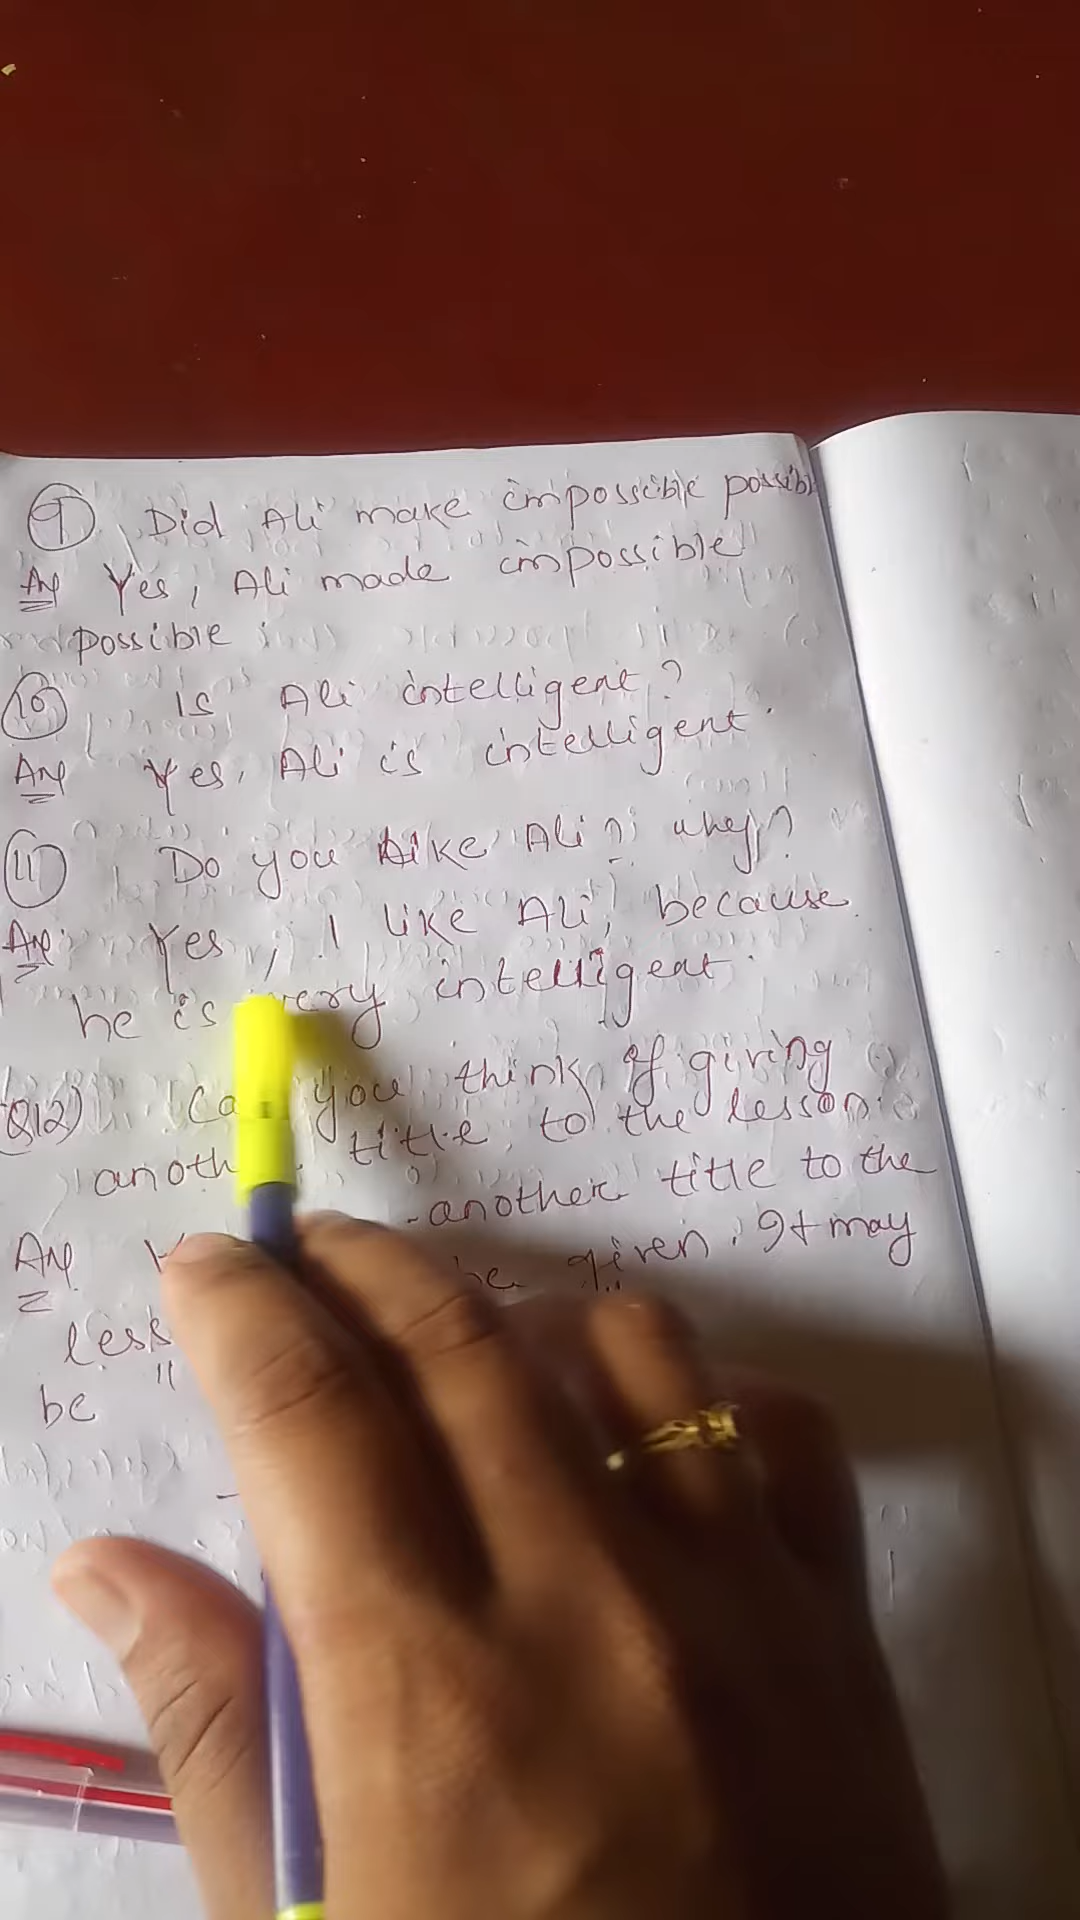 9 Did Ali make impossible possibl
Ans Yes, Ali made impossible
possible
10 Is Ali intelligent?
Ans Yes, Ali is intelligent.
11 Do you like Ali? why?
Ans Yes, I like Ali, because
he is very intelligent.
Q12) you think of giving
title to the lesson
Ans another title to the
be given. It may
be "